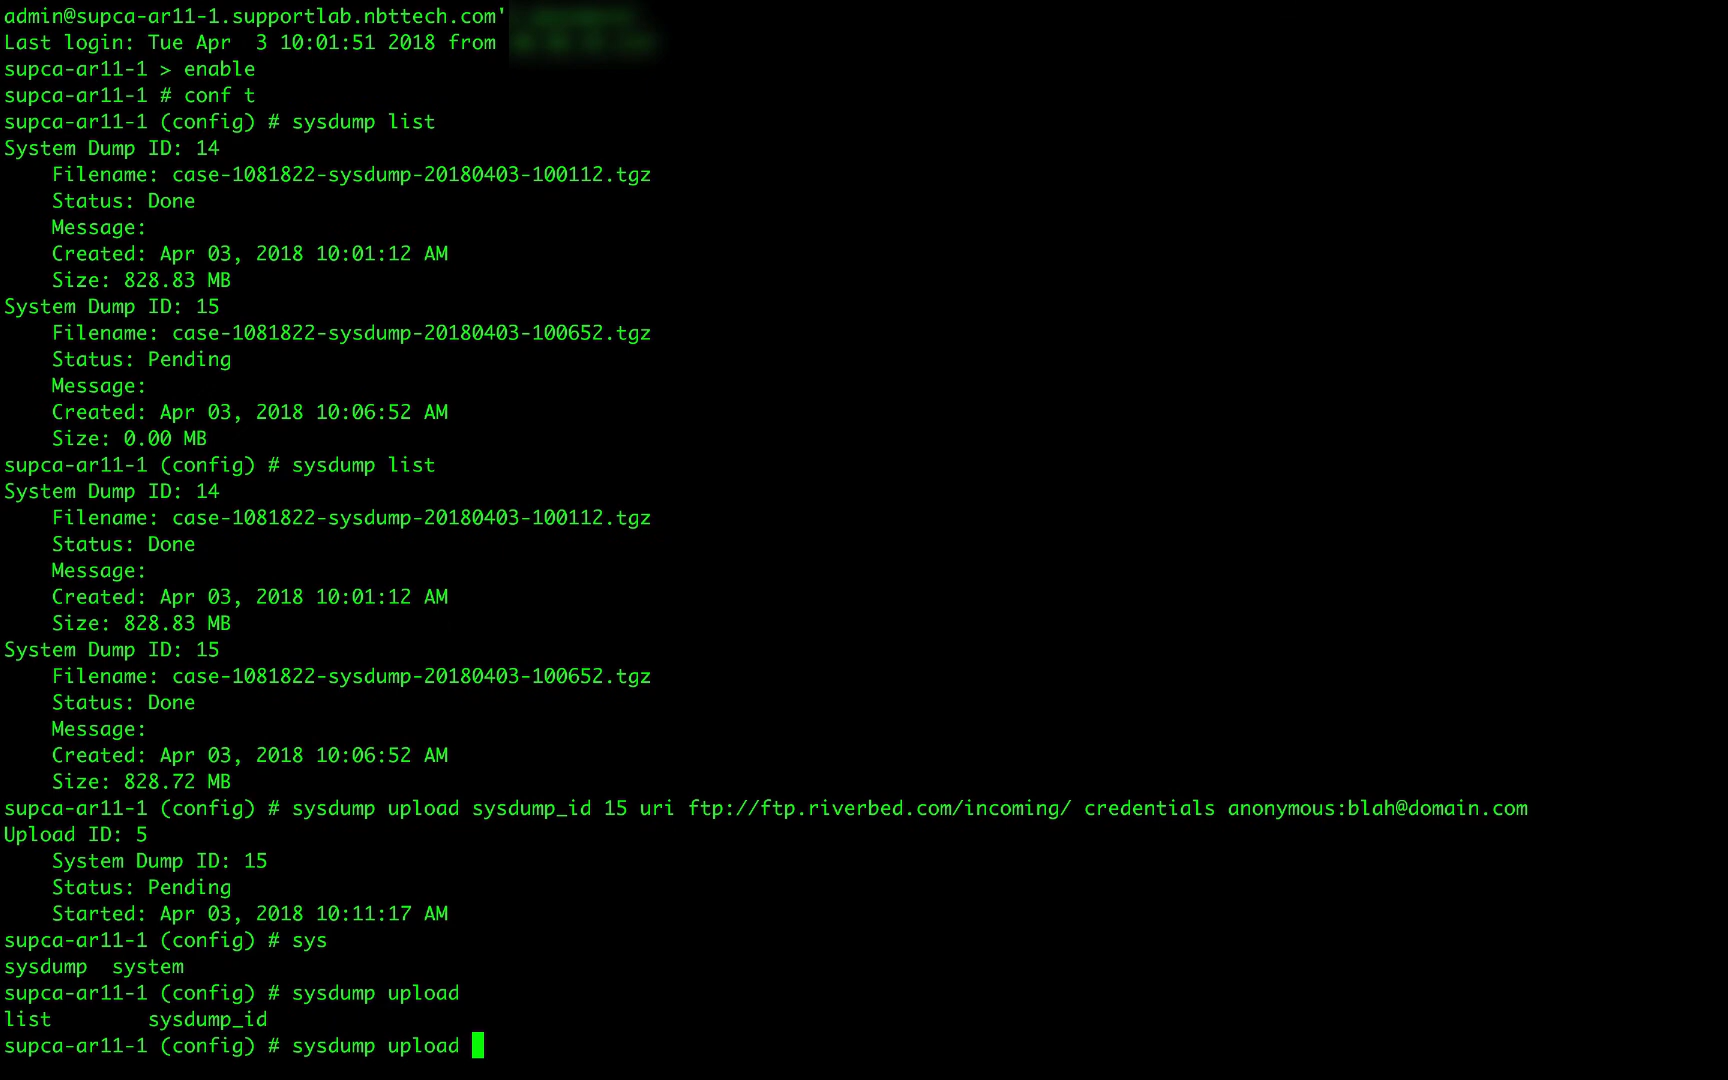 admin@supca-ar11-1.supportlab.nbttech.com'
Last login: Tue Apr  3 10:01:51 2018 from
supca-ar11-1 > enable
supca-ar11-1 # conf t
supca-ar11-1 (config) # sysdump list
System Dump ID: 14
    Filename: case-1081822-sysdump-20180403-100112.tgz
    Status: Done
    Message:
    Created: Apr 03, 2018 10:01:12 AM
    Size: 828.83 MB
System Dump ID: 15
    Filename: case-1081822-sysdump-20180403-100652.tgz
    Status: Pending
    Message:
    Created: Apr 03, 2018 10:06:52 AM
    Size: 0.00 MB
supca-ar11-1 (config) # sysdump list
System Dump ID: 14
    Filename: case-1081822-sysdump-20180403-100112.tgz
    Status: Done
    Message:
    Created: Apr 03, 2018 10:01:12 AM
    Size: 828.83 MB
System Dump ID: 15
    Filename: case-1081822-sysdump-20180403-100652.tgz
    Status: Done
    Message:
    Created: Apr 03, 2018 10:06:52 AM
    Size: 828.72 MB
supca-ar11-1 (config) # sysdump upload sysdump_id 15 uri ftp://ftp.riverbed.com/incoming/ credentials anonymous:blah@domain.com
Upload ID: 5
    System Dump ID: 15
    Status: Pending
    Started: Apr 03, 2018 10:11:17 AM
supca-ar11-1 (config) # sys
sysdump  system
supca-ar11-1 (config) # sysdump upload
list        sysdump_id
supca-ar11-1 (config) # sysdump upload